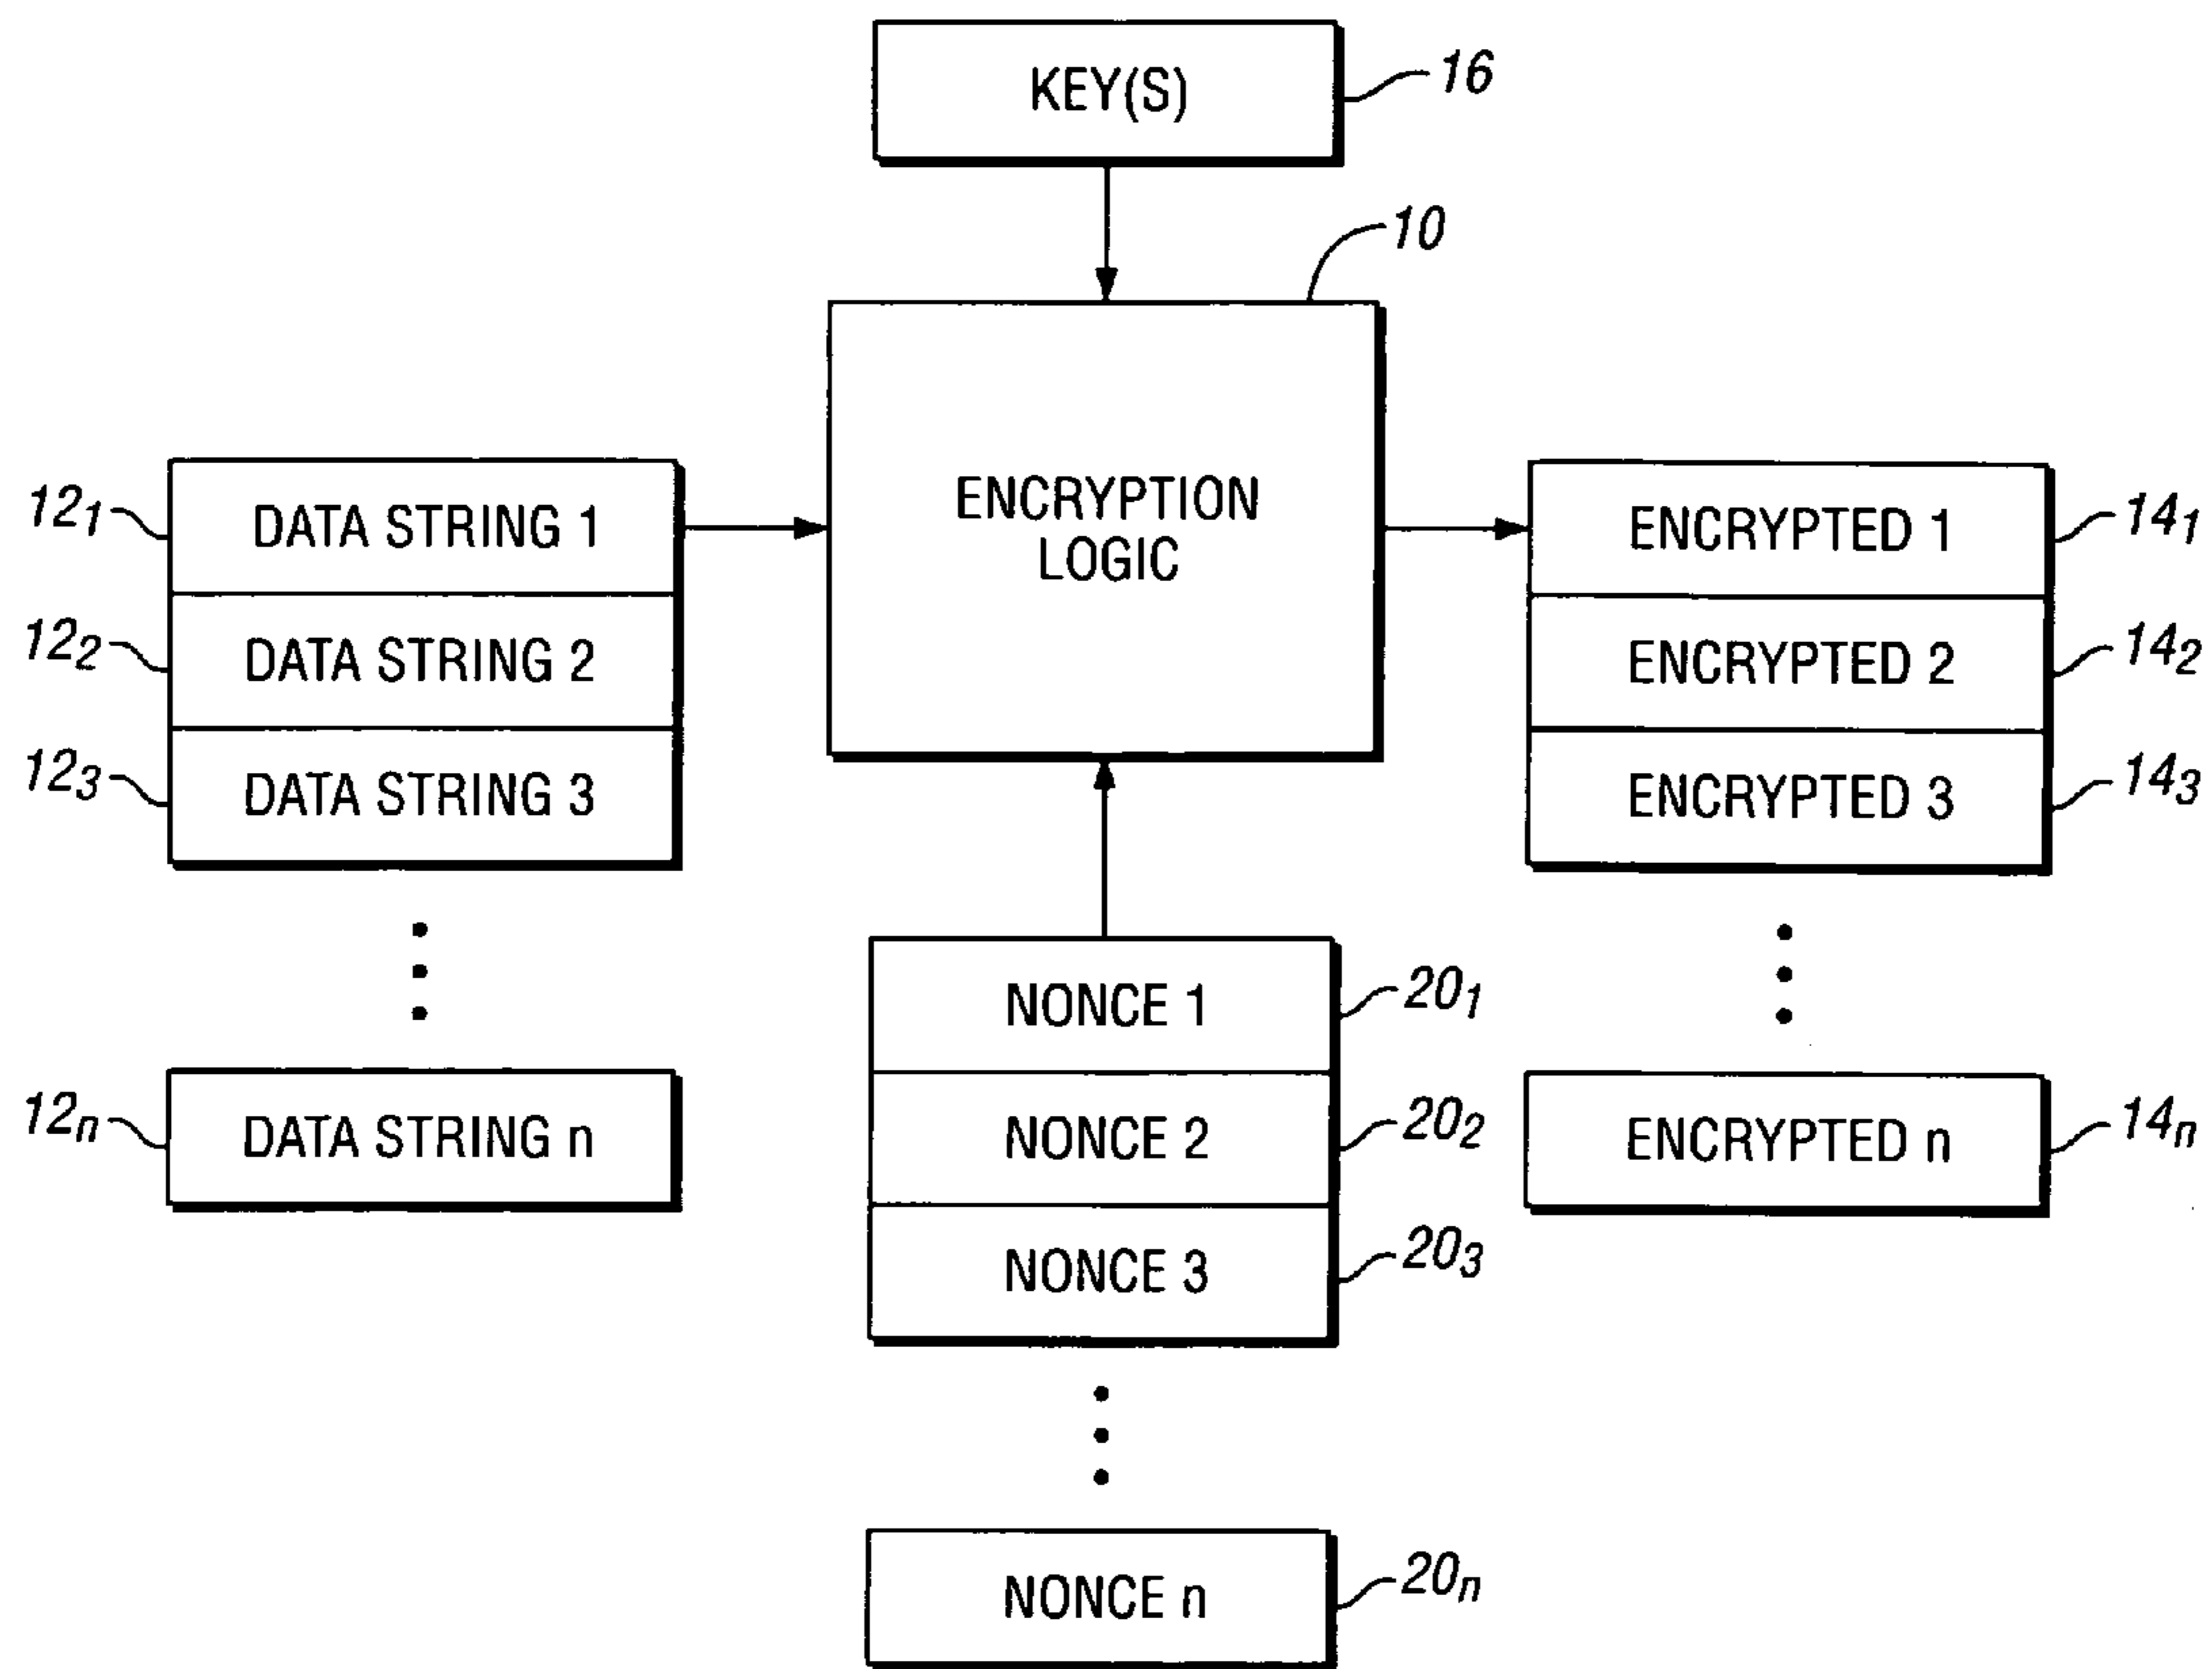 KEY(S)
16
10
ENCRYPTION
LOGIC
12₁
DATA STRING 1
12₂
DATA STRING 2
12₃
DATA STRING 3
12ₙ
DATA STRING n
ENCRYPTED 1
14₁
ENCRYPTED 2
14₂
ENCRYPTED 3
14₃
ENCRYPTED n
14ₙ
NONCE 1
20₁
NONCE 2
20₂
NONCE 3
20₃
NONCE n
20ₙ